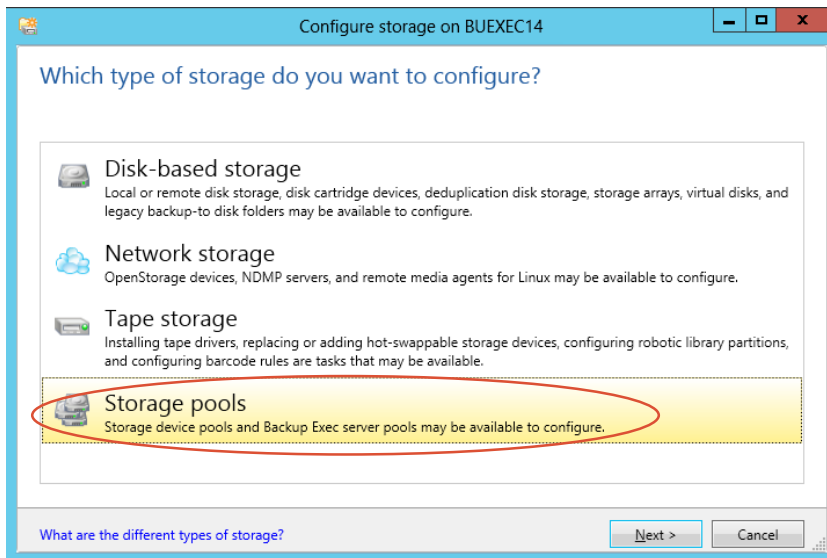 Configure storage on BUEXEC14
Which type of storage do you want to configure?
Disk-based storage
Local or remote disk storage, disk cartridge devices, deduplication disk storage, storage arrays, virtual disks, and
legacy backup-to disk folders may be available to configure.
Network storage
OpenStorage devices, NDMP servers, and remote media agents for Linux may be available to configure.
Tape storage
Installing tape drivers, replacing or adding hot-swappable storage devices, configuring robotic library partitions,
and configuring barcode rules are tasks that may be available.
Storage pools
Storage device pools and Backup Exec server pools may be available to configure.
What are the different types of storage?
Next >
Cancel